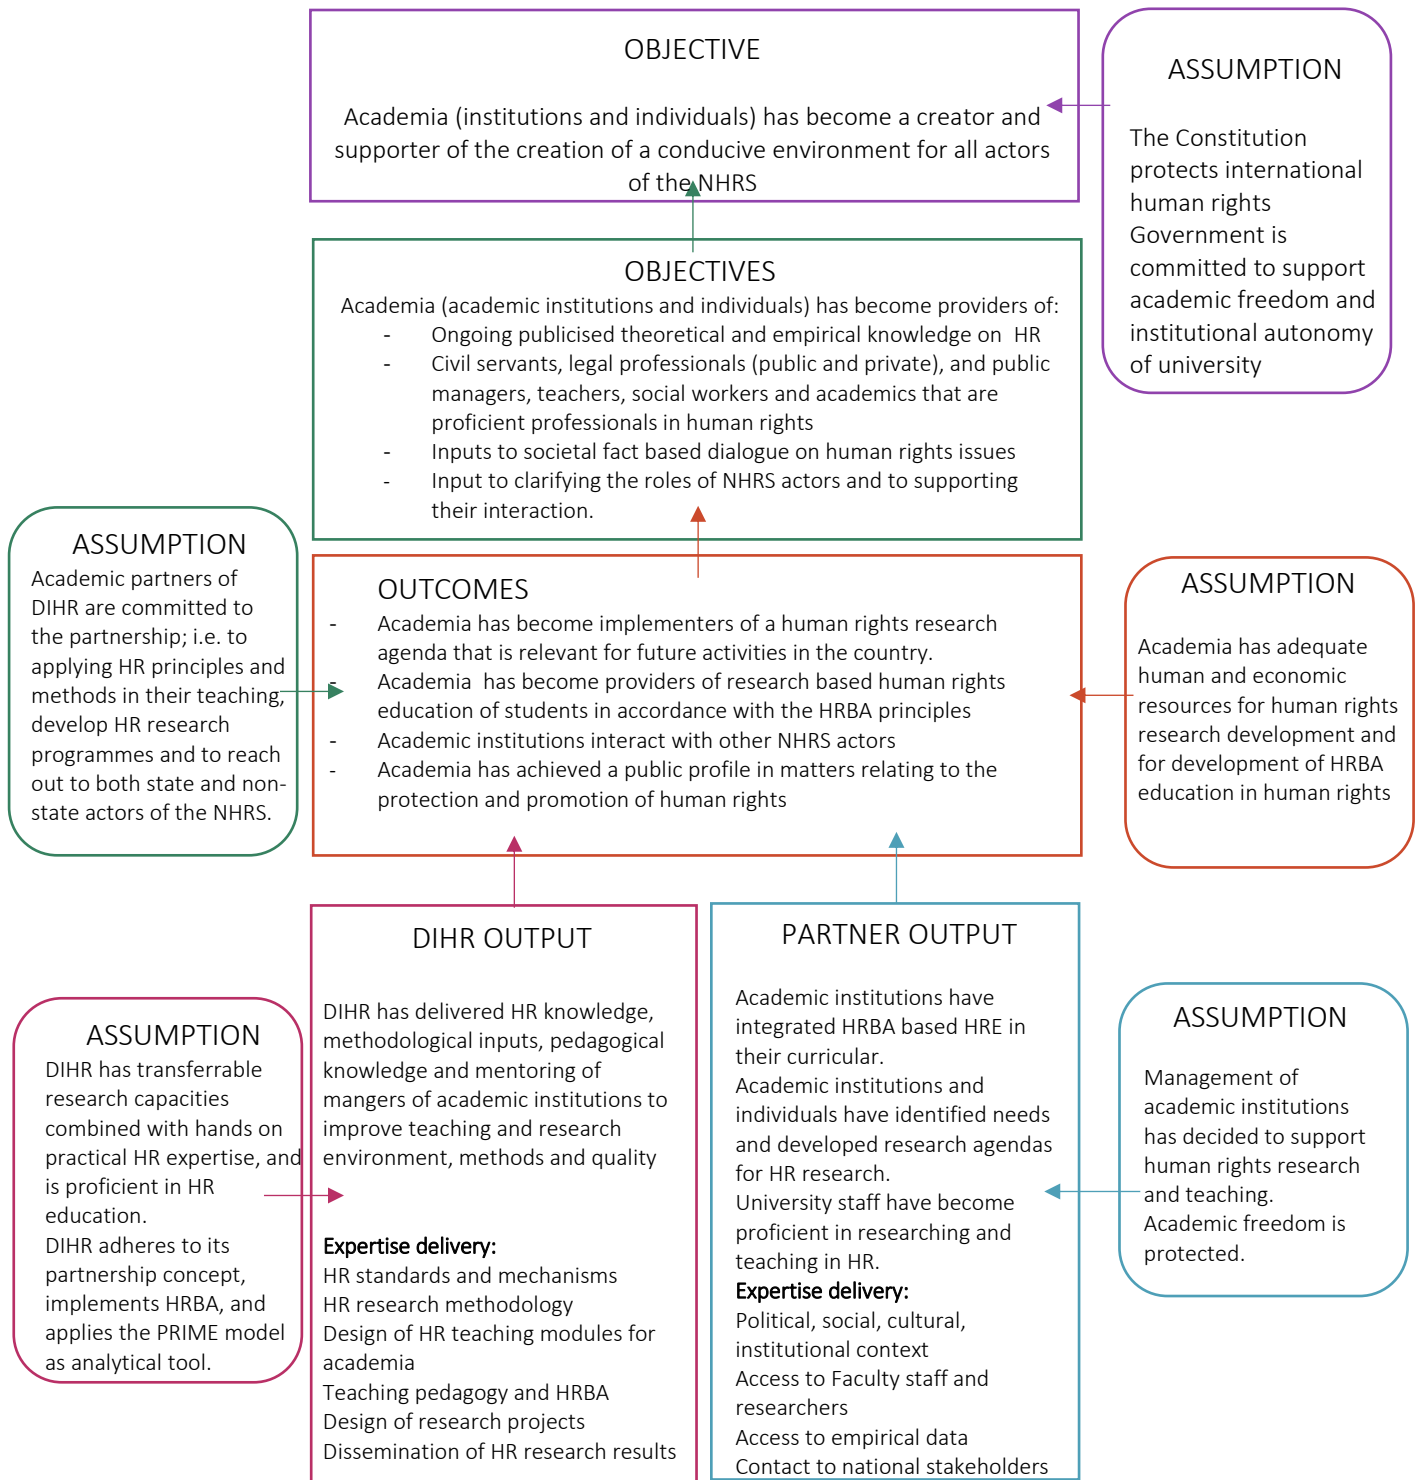 OBJECTIVE
Academia (institutions and individuals) has become a creator and
supporter of the creation of a conducive environment for all actors
of the NHRS
ASSUMPTION
The Constitution
protects international
human rights
Government is
committed to support
academic freedom and
institutional autonomy
of university
OBJECTIVES
Academia (academic institutions and individuals) has become providers of:
- Ongoing publicised theoretical and empirical knowledge on HR
- Civil servants, legal professionals (public and private), and public
managers, teachers, social workers and academics that are
proficient professionals in human rights
- Inputs to societal fact based dialogue on human rights issues
- Input to clarifying the roles of NHRS actors and to supporting
their interaction.
ASSUMPTION
Academic partners of
DIHR are committed to
the partnership; i.e. to
applying HR principles and
methods in their teaching,
develop HR research
programmes and to reach
out to both state and non-
state actors of the NHRS.
OUTCOMES
- Academia has become implementers of a human rights research
agenda that is relevant for future activities in the country.
- Academia has become providers of research based human rights
education of students in accordance with the HRBA principles
- Academic institutions interact with other NHRS actors
- Academia has achieved a public profile in matters relating to the
protection and promotion of human rights
ASSUMPTION
Academia has adequate
human and economic
resources for human rights
research development and
for development of HRBA
education in human rights
ASSUMPTION
DIHR has transferrable
research capacities
combined with hands on
practical HR expertise, and
is proficient in HR
education.
DIHR adheres to its
partnership concept,
implements HRBA, and
applies the PRIME model
as analytical tool.
DIHR OUTPUT
DIHR has delivered HR knowledge,
methodological inputs, pedagogical
knowledge and mentoring of
mangers of academic institutions to
improve teaching and research
environment, methods and quality
Expertise delivery:
HR standards and mechanisms
HR research methodology
Design of HR teaching modules for
academia
Teaching pedagogy and HRBA
Design of research projects
Dissemination of HR research results
PARTNER OUTPUT
Academic institutions have
integrated HRBA based HRE in
their curricular.
Academic institutions and
individuals have identified needs
and developed research agendas
for HR research.
University staff have become
proficient in researching and
teaching in HR.
Expertise delivery:
Political, social, cultural,
institutional context
Access to Faculty staff and
researchers
Access to empirical data
Contact to national stakeholders
ASSUMPTION
Management of
academic institutions
has decided to support
human rights research
and teaching.
Academic freedom is
protected.